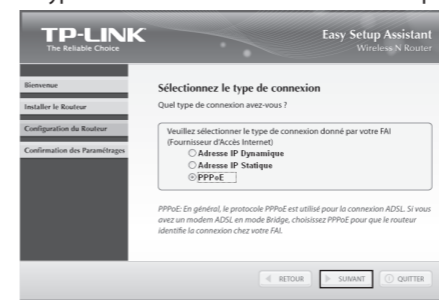 TP-LINK
The Reliable Choice
Easy Setup Assistant
Wireless N Router
Bienvenue
Installer le Routeur
Configuration du Routeur
Confirmation des Paramétrages
Sélectionnez le type de connexion
Quel type de connexion avez-vous ?
Veuillez sélectionner le type de connexion donné par votre FAI
(Fournisseur d'Accès Internet)
Adresse IP Dynamique
Adresse IP Statique
PPPoE
PPPoE: En général, le protocole PPPoE est utilisé pour la connexion ADSL. Si vous
avez un modem ADSL en mode Bridge, choisissez PPPoE pour que le routeur
identifie la connexion chez votre FAI.
RETOUR
SUIVANT
QUITTER